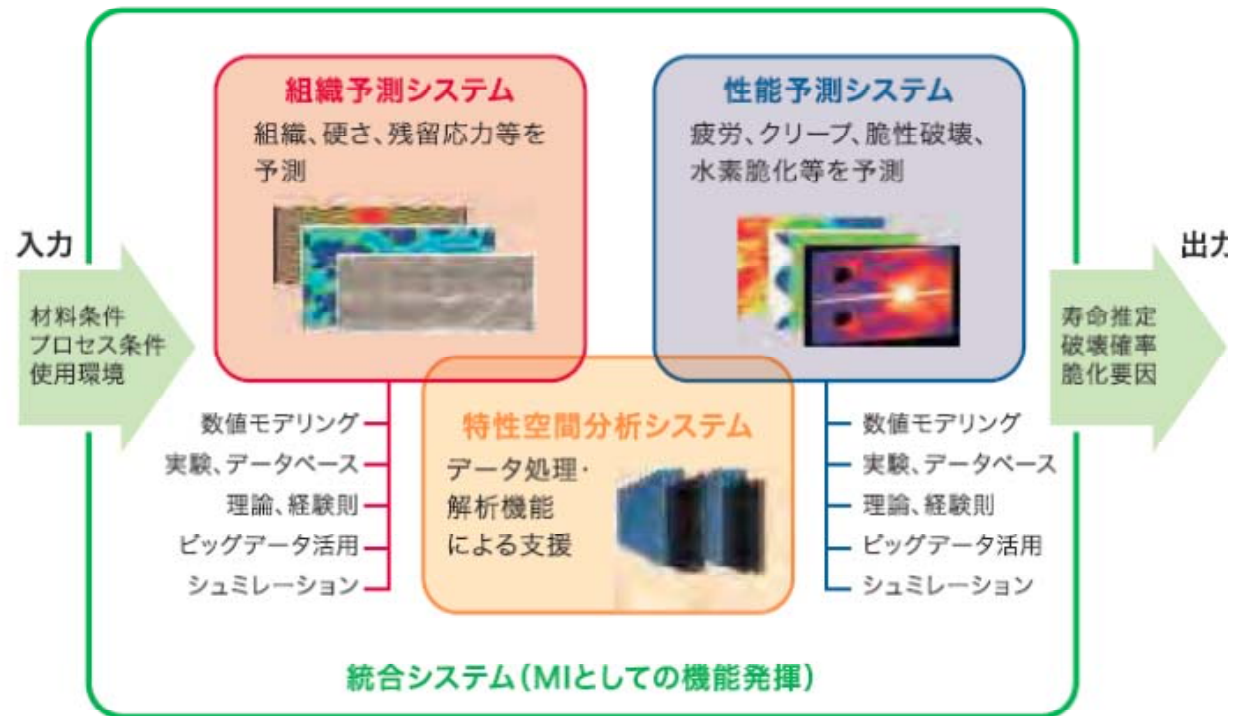 組織予測システム
組織、硬さ、残留応力等を
予測
性能予測システム
疲労、クリープ、脆性破壊、
水素脆化等を予測
入力
材料条件
プロセス条件
使用環境
出力
寿命推定
破壊確率
脆化要因
数値モデリング
実験、データベース
理論、経験則
ビッグデータ活用
シュミレーション
特性空間分析システム
データ処理・
解析機能
による支援
数値モデリング
実験、データベース
理論、経験則
ビッグデータ活用
シュミレーション
統合システム(MIとしての機能発揮)